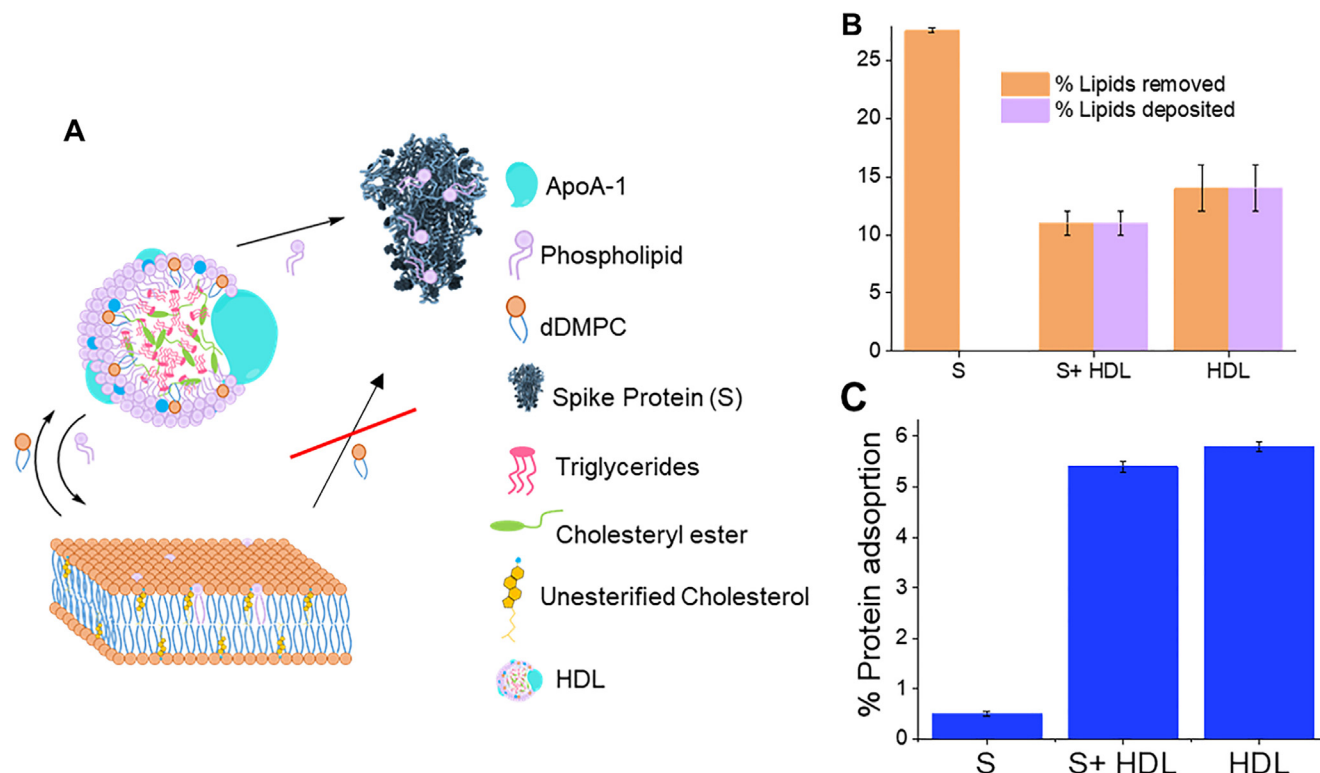 A
ApoA-1
Phospholipid
dDMPC
Spike Protein (S)
Triglycerides
Cholesteryl ester
Unesterified Cholesterol
HDL
B
25
20
15
10
5
0
% Lipids removed
% Lipids deposited
S
S+ HDL
HDL
C
% Protein adsoprtion
6
5
4
3
2
1
0
S
S+ HDL
HDL